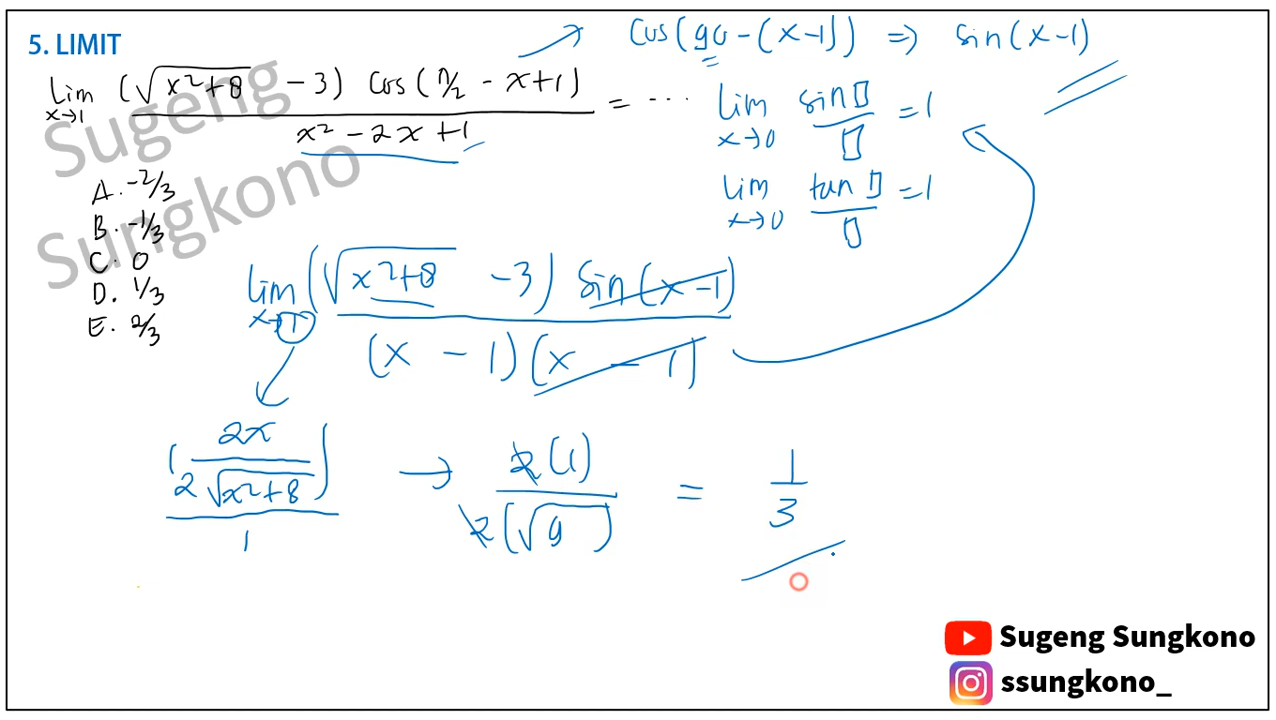 5. LIMIT
cos(90 - (x-1)) => sin(x-1)
Lim x→1 (√(x²+8) - 3) cos(π/2 - x+1) / (x² - 2x + 1) = ...
A. -2/3
B. -1/3
C. 0
D. 1/3
E. 2/3
Lim x→0 sin▯/▯ = 1
Lim x→0 tan▯/▯ = 1
Sugeng
Sungkono
lim x→1 (√(x²+8) - 3) sin(x-1) / (x - 1)(x - 1)
(2x / 2√(x²+8)) / 1 → 2(1) / 2(√9) = 1/3
Sugeng Sungkono
ssungkono_